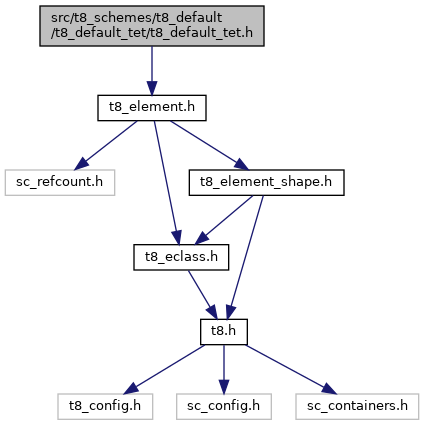 src/t8_schemes/t8_default
/t8_default_tet/t8_default_tet.h
t8_element.h
sc_refcount.h
t8_element_shape.h
t8_eclass.h
t8.h
t8_config.h
sc_config.h
sc_containers.h